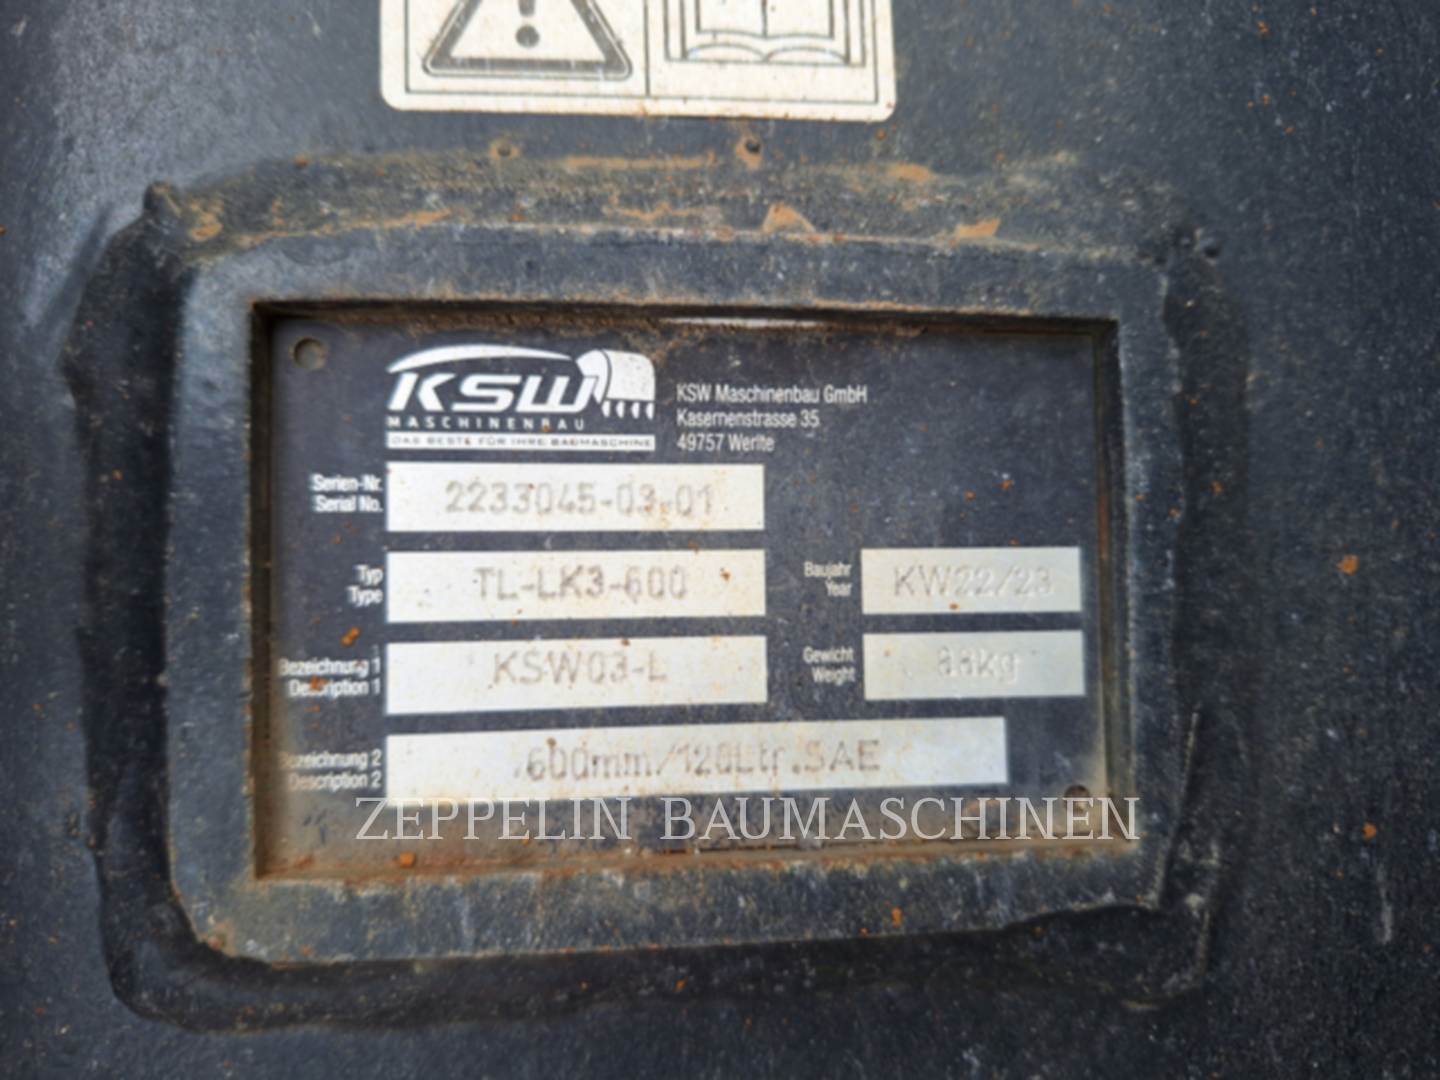 KSW
MASCHINENBAU
DAS BESTE FÜR IHRE BAUMASCHINE
KSW Maschinenbau GmbH
Kasernenstrasse 35
49757 Werlte
Serien-Nr.
Serial No.
2233045-03-01
Typ
Type
TL-LK3-600
Baujahr
Year
KW22/23
Bezeichnung 1
Description 1
KSW03-L
Gewicht
Weight
Bezeichnung 2
Description 2
600mm/128Ltr.SAE
ZEPPELIN BAUMASCHINEN